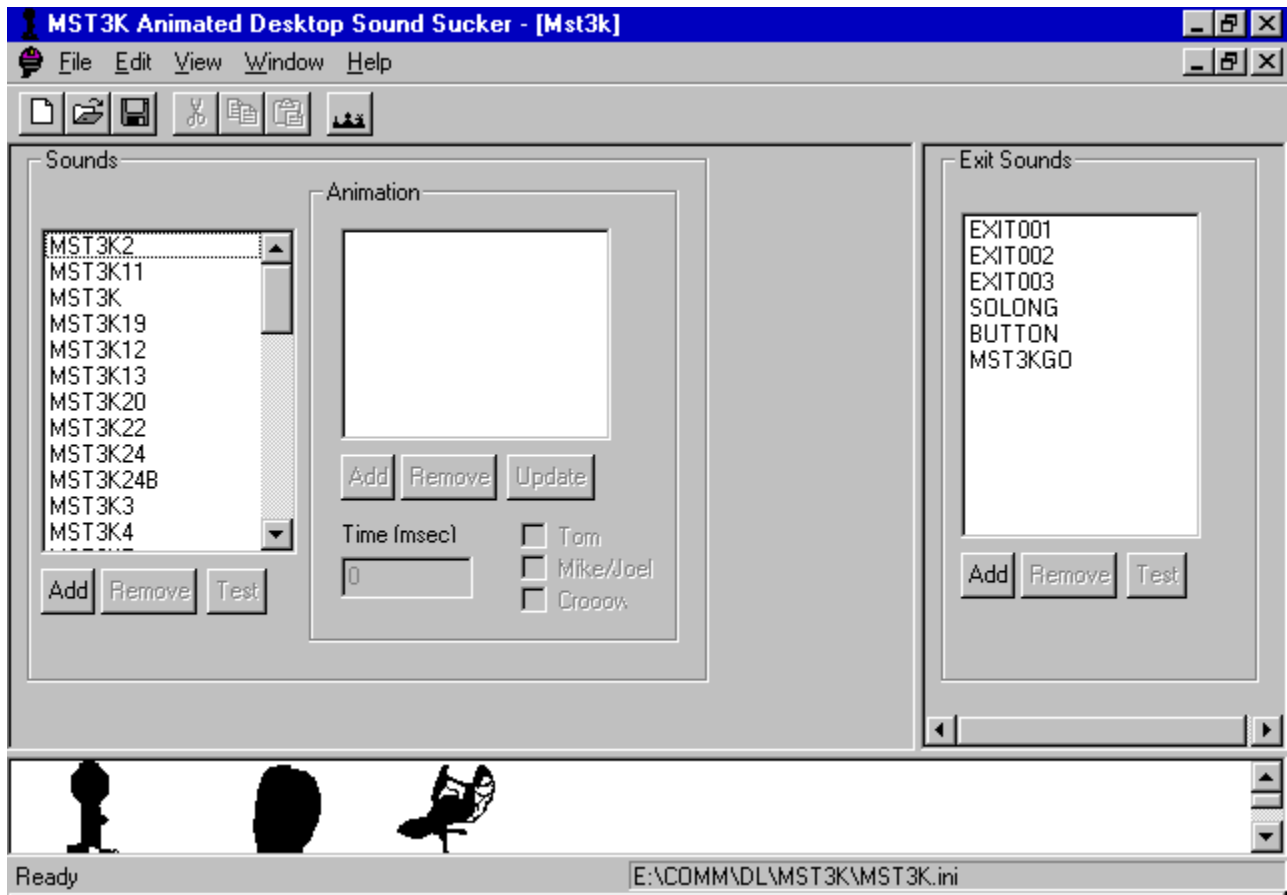 MST3K Animated Desktop Sound Sucker - [Mst3k]
File Edit View Window Help
Sounds
MST3K2
MST3K11
MST3K
MST3K19
MST3K12
MST3K13
MST3K20
MST3K22
MST3K24
MST3K24B
MST3K3
MST3K4
Add Remove Test
Animation
Add Remove Update
Time (msec)
0
Tom
Mike/Joel
Crooow
Exit Sounds
EXIT001
EXIT002
EXIT003
SOLONG
BUTTON
MST3KGO
Add Remove Test
Ready
E:\COMM\DL\MST3K\MST3K.ini